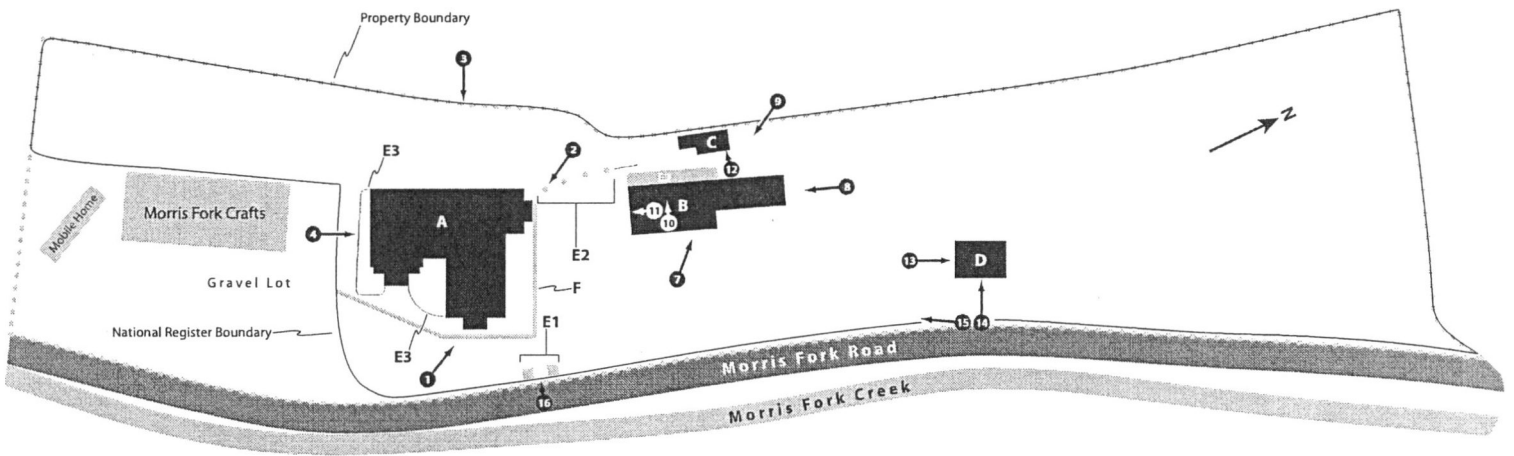 Property Boundary
3
9
N
C
E3
2
12
Morris Fork Crafts
Mobile Home
A
11
B
10
8
4
E2
13
D
7
Gravel Lot
F
15
14
National Register Boundary
E1
E3
Morris Fork Road
1
16
Morris Fork Creek